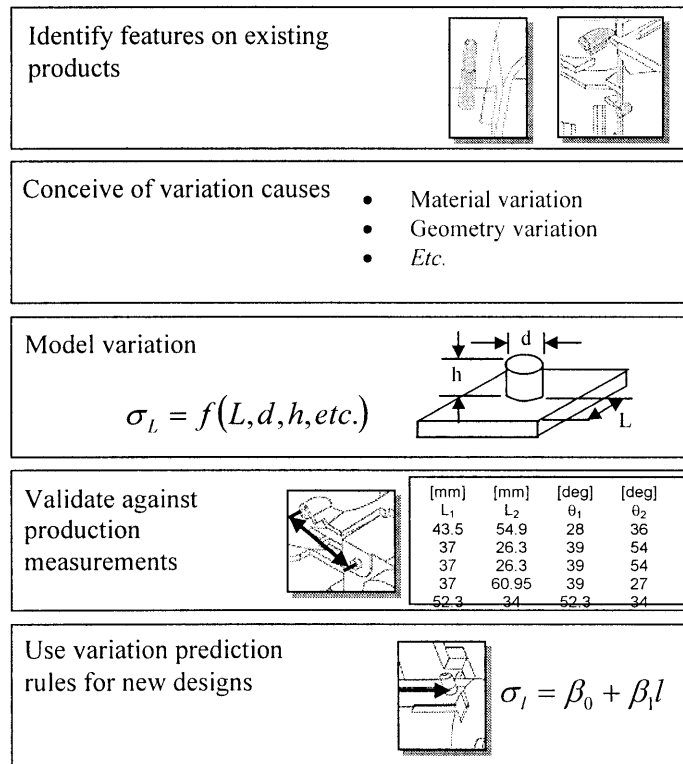 Identify features on existing
products
Conceive of variation causes
• Material variation
• Geometry variation
• Etc.
Model variation
σ_L = f(L, d, h, etc.)
d
h
L
Validate against
production
measurements
[mm] [mm] [deg] [deg]
L₁ L₂ θ₁ θ₂
43.5 54.9 28 36
37 26.3 39 54
37 26.3 39 54
37 60.95 39 27
52.3 34 52.3 34
Use variation prediction
rules for new designs
σ_l = β₀ + β₁l